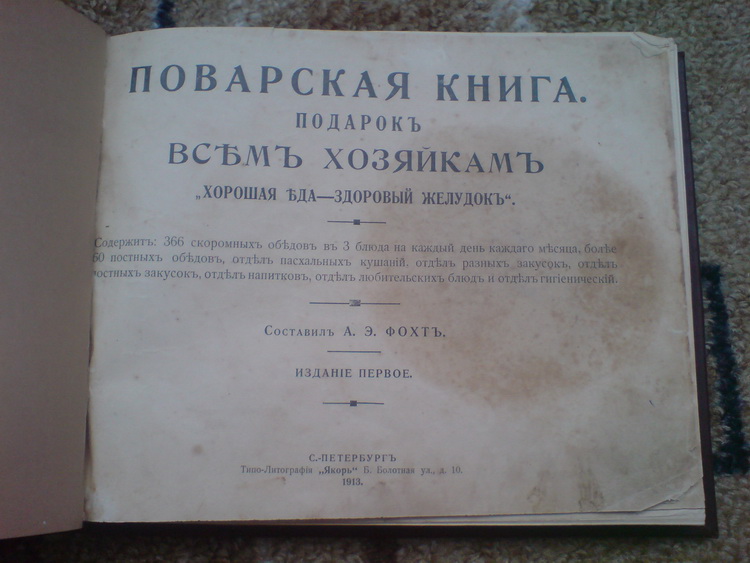 ПОВАРСКАЯ КНИГА.
ПОДАРОКЪ
ВСѢМЪ ХОЗЯЙКАМЪ
„ХОРОШАЯ ѢДА—ЗДОРОВЫЙ ЖЕЛУДОКЪ“.
Содержитъ: 366 скоромныхъ обѣдовъ въ 3 блюда на каждый день каждаго мѣсяца, болѣе
60 постныхъ обѣдовъ, отдѣлъ пасхальныхъ кушаній, отдѣлъ разныхъ закусокъ, отдѣлъ
постныхъ закусокъ, отдѣлъ напитковъ, отдѣлъ любительскихъ блюдъ и отдѣлъ гигіеническій.
Составилъ А. Э. ФОХТЪ.
ИЗДАНІЕ ПЕРВОЕ.
С.-ПЕТЕРБУРГЪ
Типо-Литографія „Якорь“ Б. Болотная ул., д. 10.
1913.